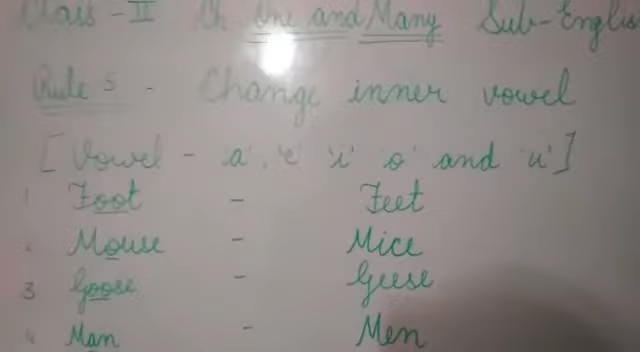 Class - II Ch One and Many Sub-Englis
Rule 5 - Change inner vowel
[Vowel - 'a', 'e' 'i' 'o' and 'u']
1 Foot - Feet
2 Mouse - Mice
3 Goose - Geese
4 Man - Men